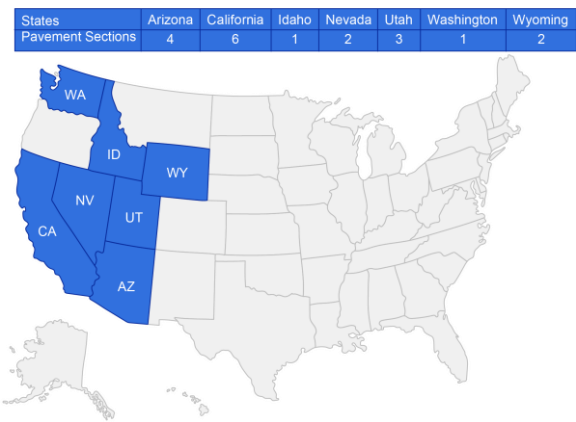 States Arizona California Idaho Nevada Utah Washington Wyoming
Pavement Sections 4 6 1 2 3 1 2
WA
ID
WY
NV
UT
CA
AZ